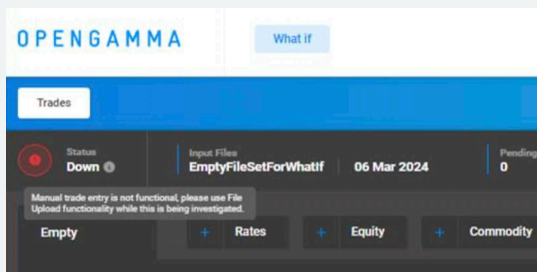 OPENGAMMA
What if
Trades
Status
Down
Input Files
EmptyFileSetForWhatIf
06 Mar 2024
Pending
0
Manual trade entry is not functional, please use File
Upload functionality while this is being investigated.
Empty
+ Rates
+ Equity
+ Commodity